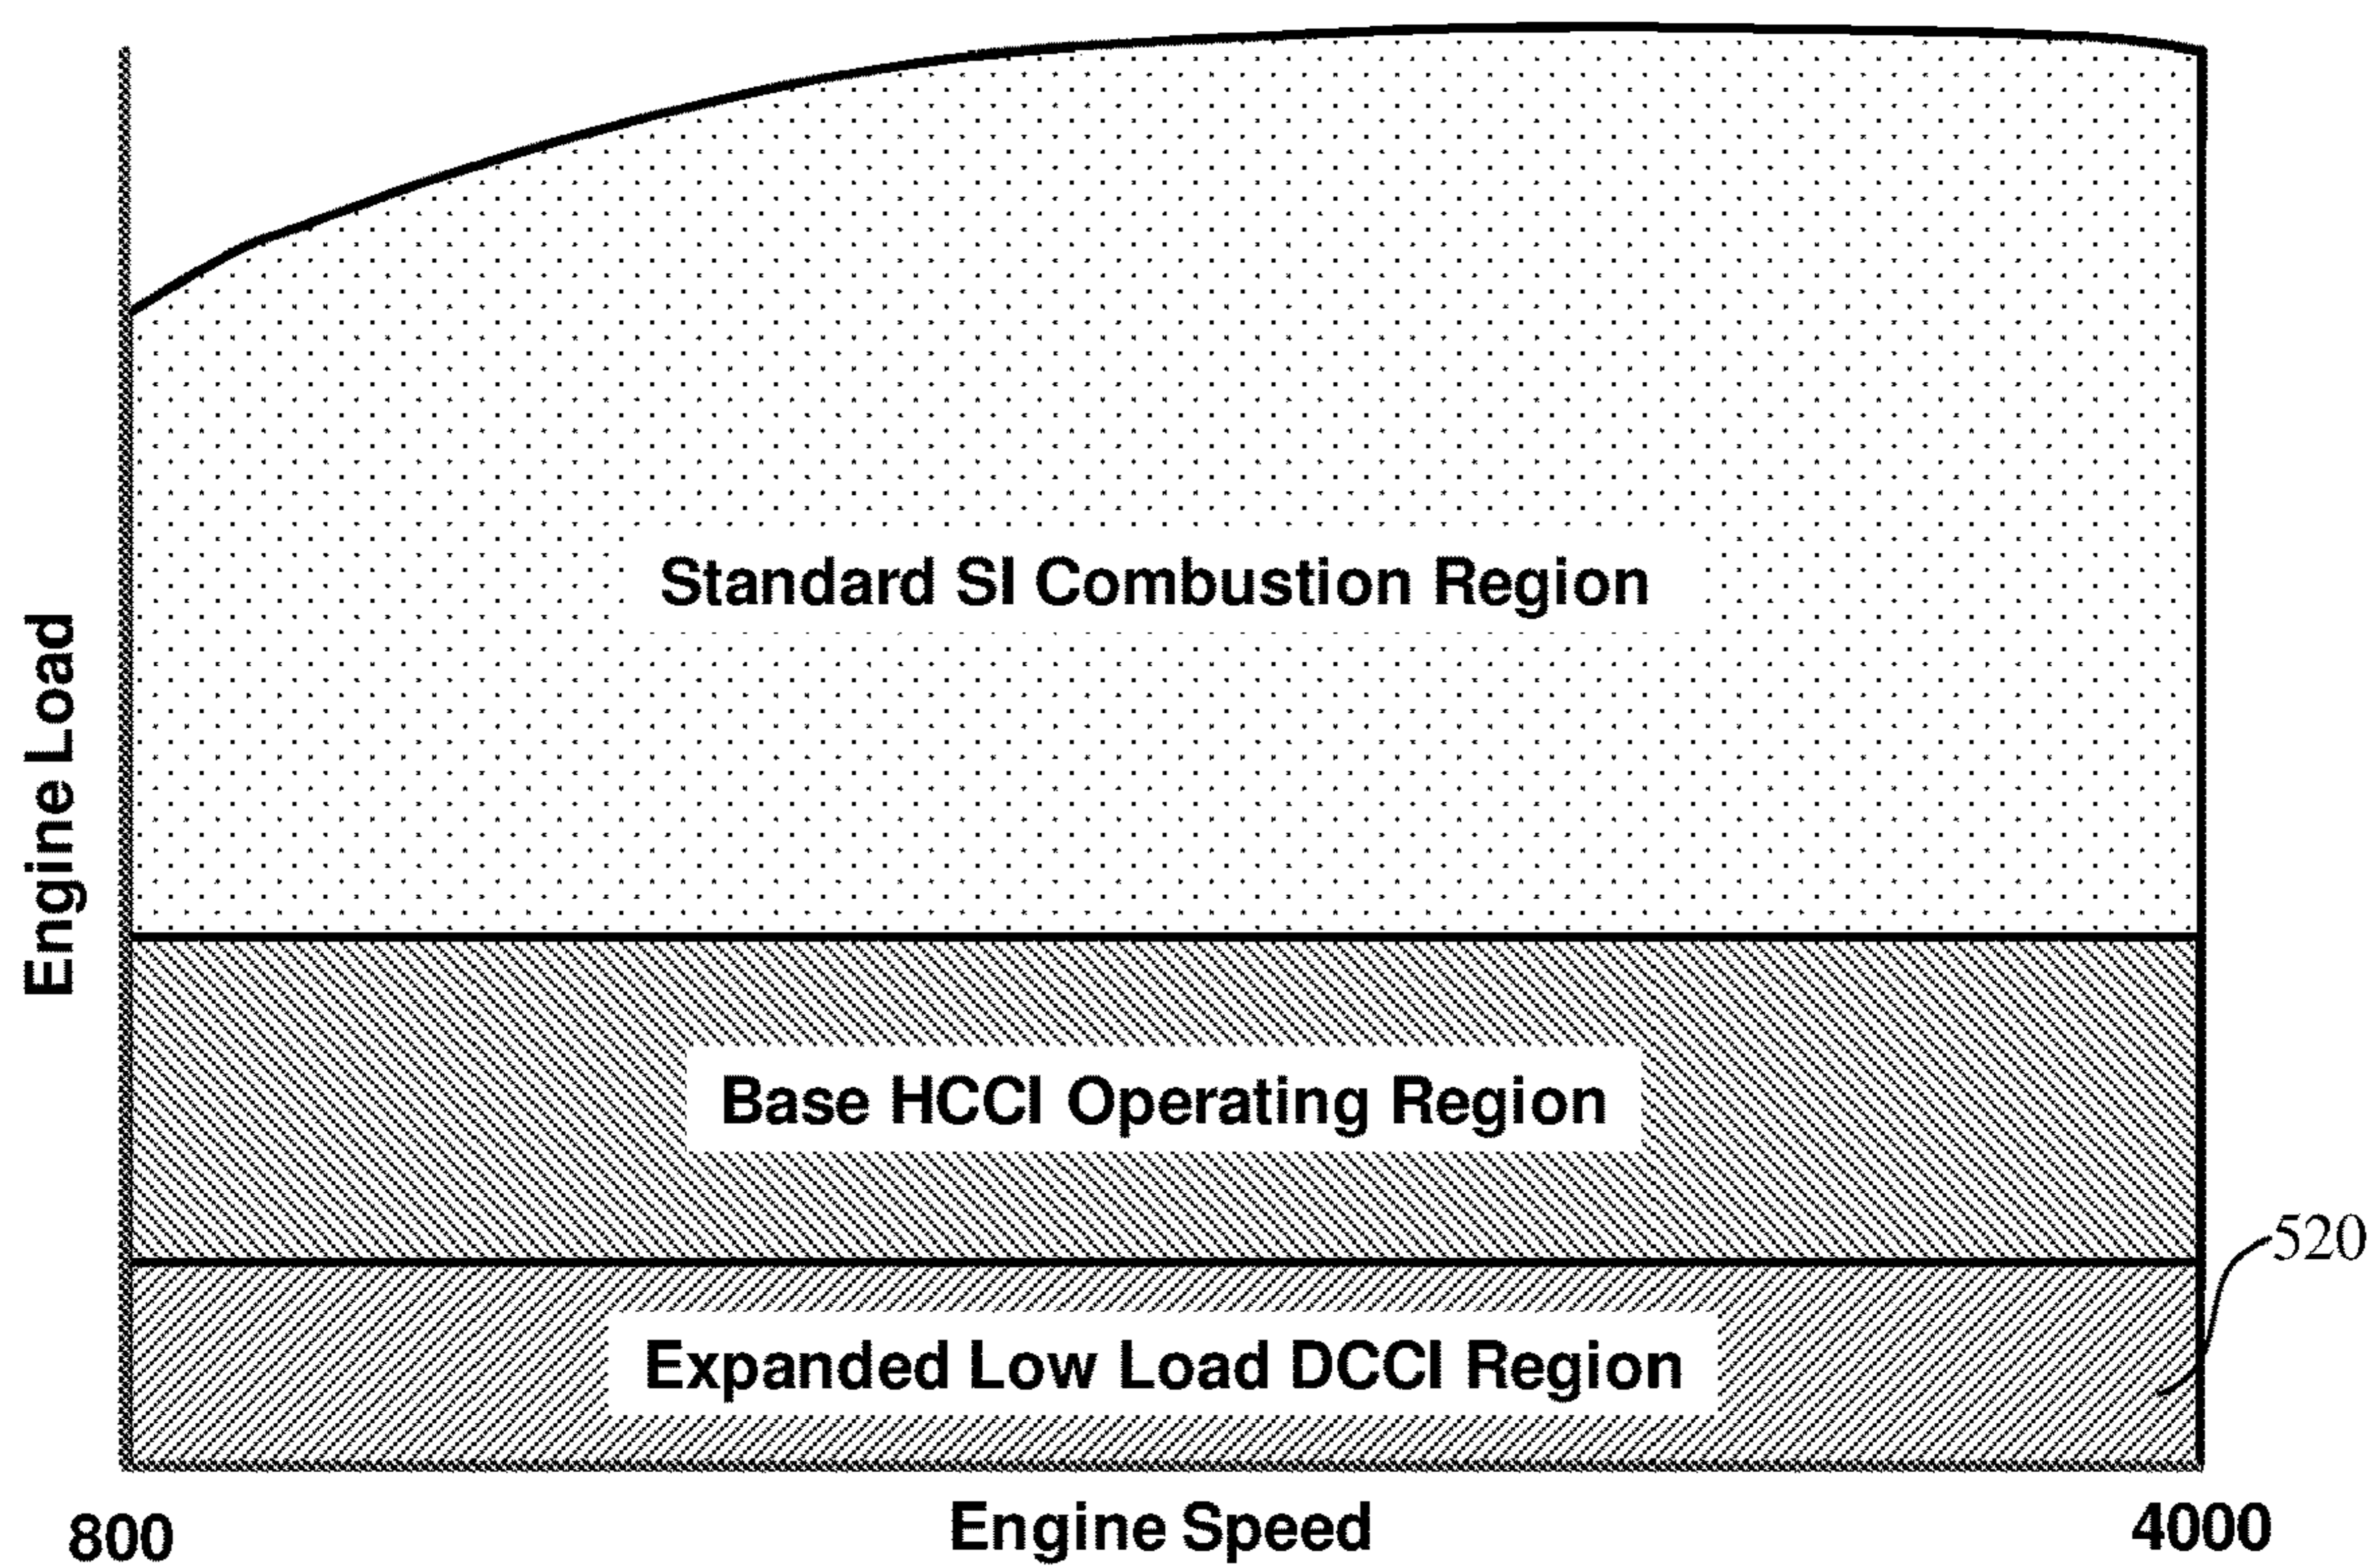 Standard SI Combustion Region
Engine Load
Base HCCI Operating Region
520
Expanded Low Load DCCI Region
800
Engine Speed
4000